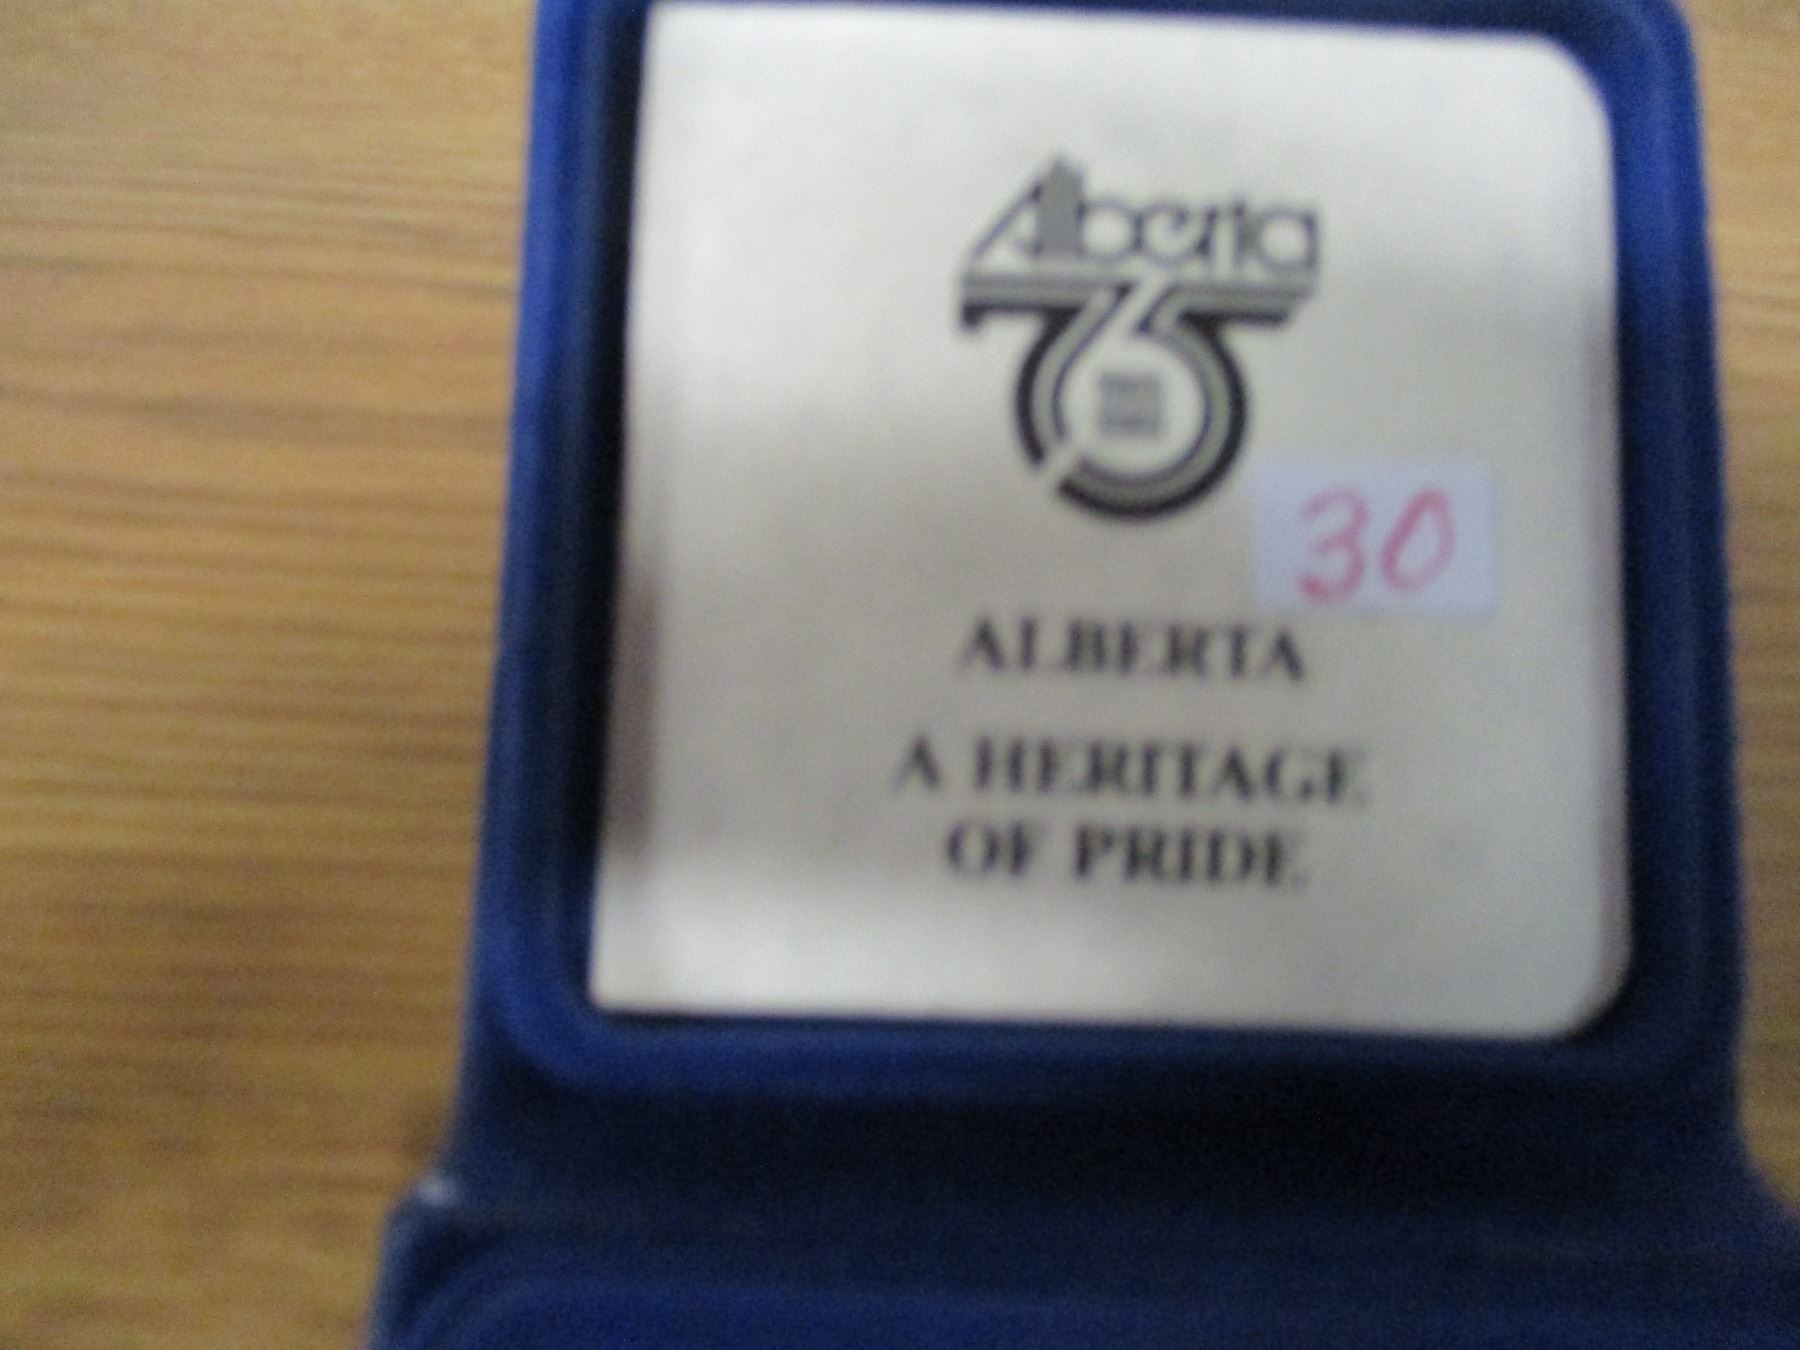 Alberta
75
30
ALBERTA
A HERITAGE
OF PRIDE